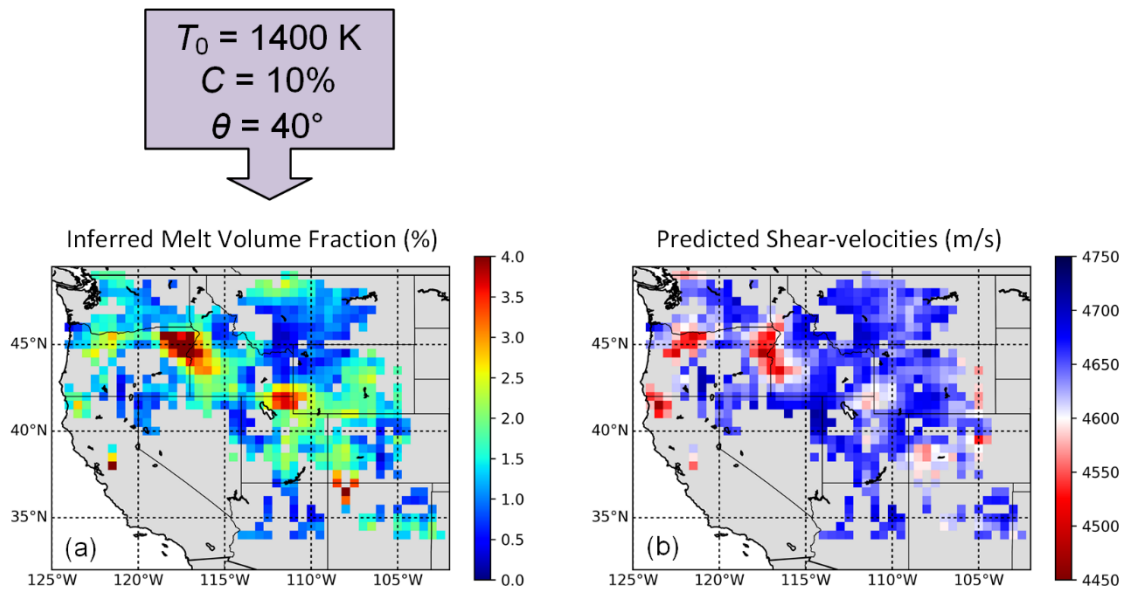 T₀ = 1400 K
C = 10%
θ = 40°
Inferred Melt Volume Fraction (%)
Predicted Shear-velocities (m/s)
45°N
40°N
35°N
125°W 120°W 115°W 110°W 105°W
(a)
4.0
3.5
3.0
2.5
2.0
1.5
1.0
0.5
0.0
45°N
40°N
35°N
125°W 120°W 115°W 110°W 105°W
(b)
4750
4700
4650
4600
4550
4500
4450